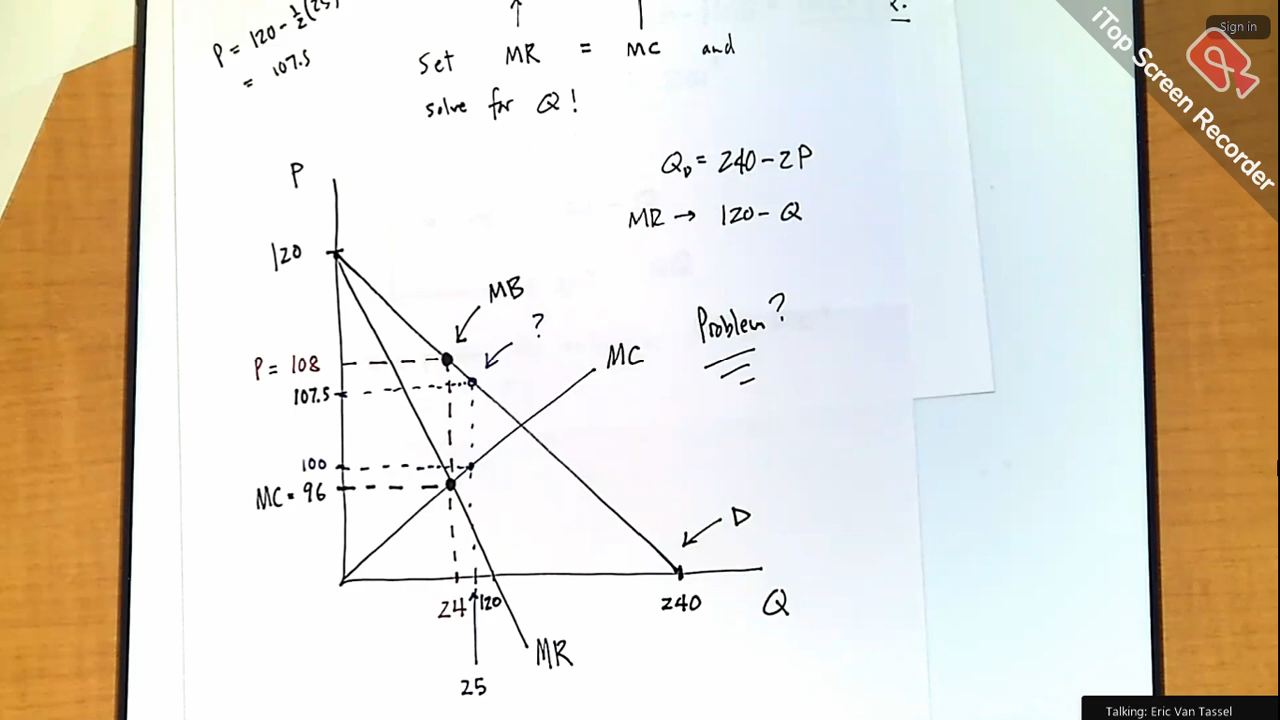 P = 120 - ½(25)
= 107.5
Set MR = MC and
solve for Q!
Q_D = 240 - 2P
MR → 120 - Q
P
120
MB
?
Problem?
P = 108
MC
107.5
100
MC = 96
D
24
120
240
Q
MR
25
iTop Screen Recorder
Sign in
Talking: Eric Van Tassel